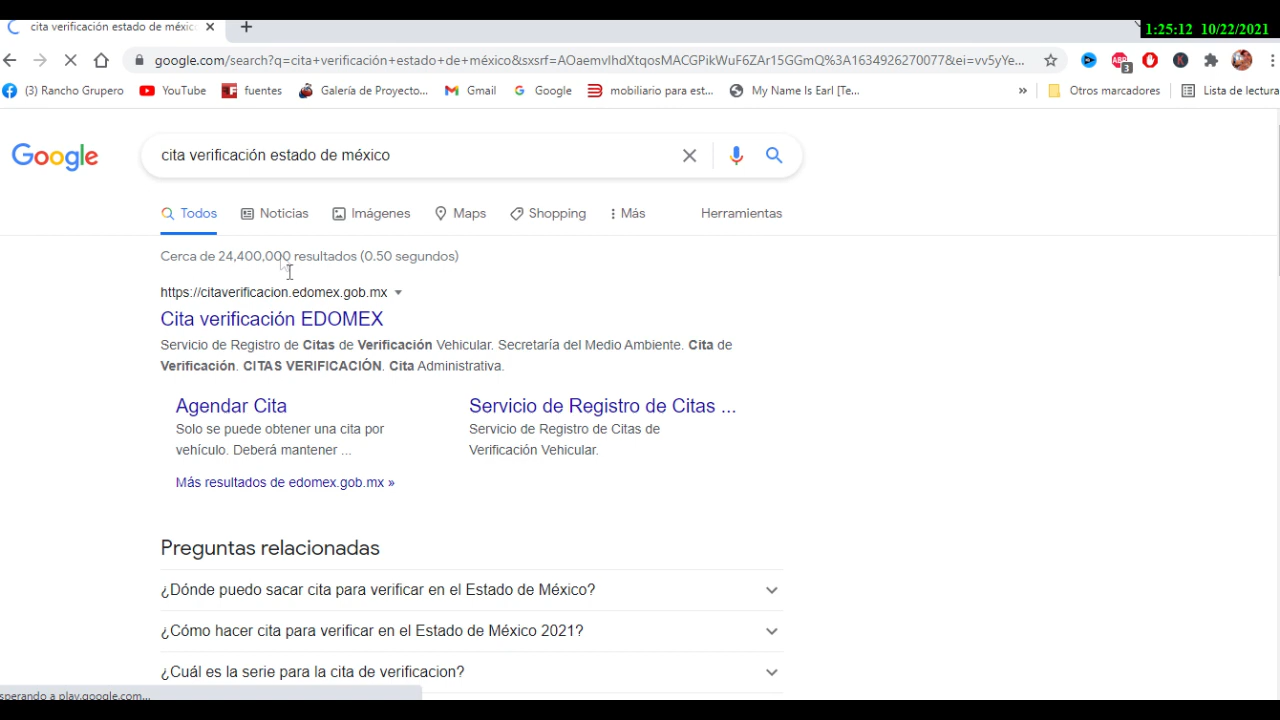 cita verificación estado de méxic
1:25:12 10/22/2021
google.com/search?q=cita+verificación+estado+de+méxico&sxsrf=AOaemvIhdXtqosMACGPikWuF6ZAr15GGmQ%3A1634926270077&ei=vv5yYe...
3
(3) Rancho Grupero
YouTube
fuentes
Galería de Proyecto...
Gmail
Google
mobiliario para est...
My Name Is Earl [Te...
»
Otros marcadores
Lista de lectura
Google
cita verificación estado de méxico
Todos
Noticias
Imágenes
Maps
Shopping
Más
Herramientas
Cerca de 24,400,000 resultados (0.50 segundos)
https://citaverificacion.edomex.gob.mx
Cita verificación EDOMEX
Servicio de Registro de Citas de Verificación Vehicular. Secretaría del Medio Ambiente. Cita de
Verificación. CITAS VERIFICACIÓN. Cita Administrativa.
Agendar Cita
Solo se puede obtener una cita por
vehículo. Deberá mantener ...
Servicio de Registro de Citas ...
Servicio de Registro de Citas de
Verificación Vehicular.
Más resultados de edomex.gob.mx »
Preguntas relacionadas
¿Dónde puedo sacar cita para verificar en el Estado de México?
¿Cómo hacer cita para verificar en el Estado de México 2021?
¿Cuál es la serie para la cita de verificacion?
sperando a play.google.com...